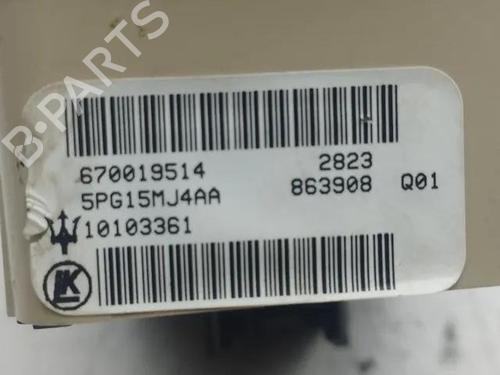 B-PARTS
670019514 2823
5PG15MJ4AA 863908 Q01
10103361
K